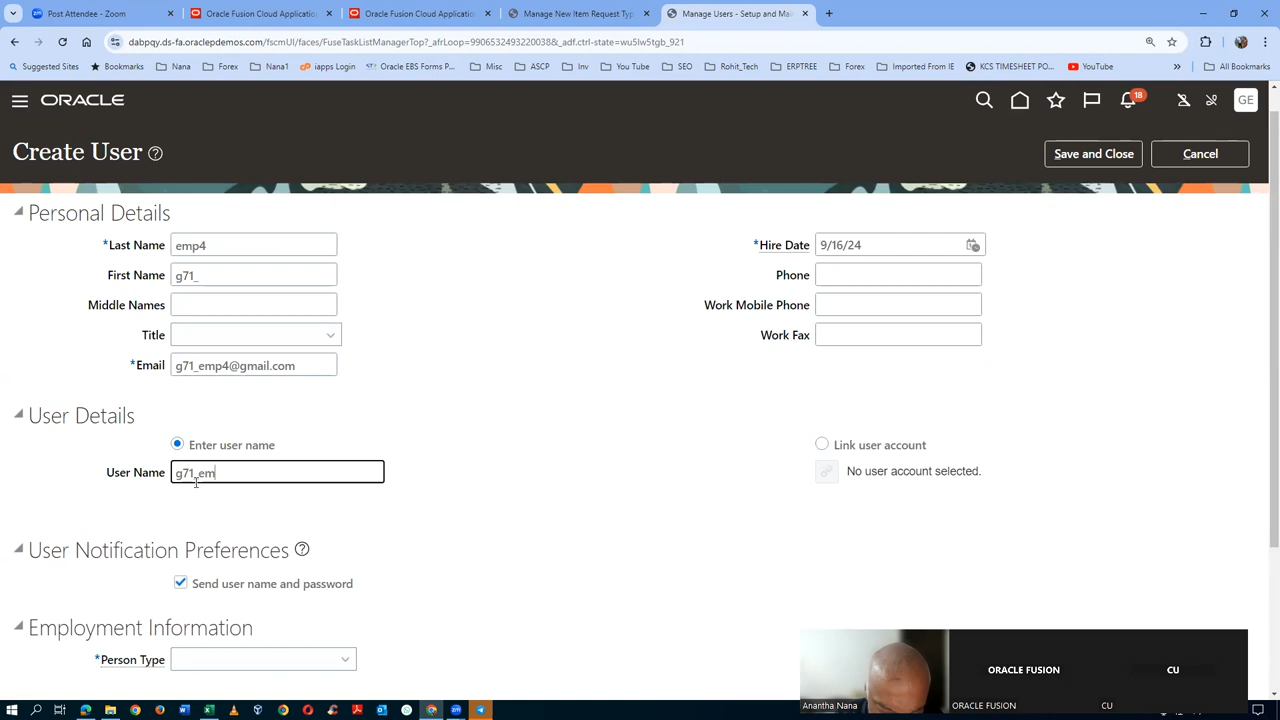 Post Attendee - Zoom
Oracle Fusion Cloud Application
Oracle Fusion Cloud Application
Manage New Item Request Typ
Manage Users - Setup and Mai
dabpqy.ds-fa.oraclepdemos.com/fscmUI/faces/FuseTaskListManagerTop?_afrLoop=9906532493220038&_adf.ctrl-state=wu5lw5tgb_921
Suggested Sites
Bookmarks
Nana
Forex
Nana1
iapps Login
Oracle EBS Forms P...
Misc
ASCP
Inv
You Tube
SEO
Rohit_Tech
ERPTREE
Forex
Imported From IE
KCS TIMESHEET PO...
YouTube
All Bookmarks
ORACLE
18
GE
Create User
Save and Close
Cancel
Personal Details
*Last Name emp4
*Hire Date 9/16/24
First Name g71_
Phone
Middle Names
Work Mobile Phone
Title
Work Fax
*Email g71_emp4@gmail.com
User Details
Enter user name
Link user account
User Name g71_em
No user account selected.
User Notification Preferences
Send user name and password
Employment Information
*Person Type
ORACLE FUSION
CU
Anantha Nana
ORACLE FUSION
CU